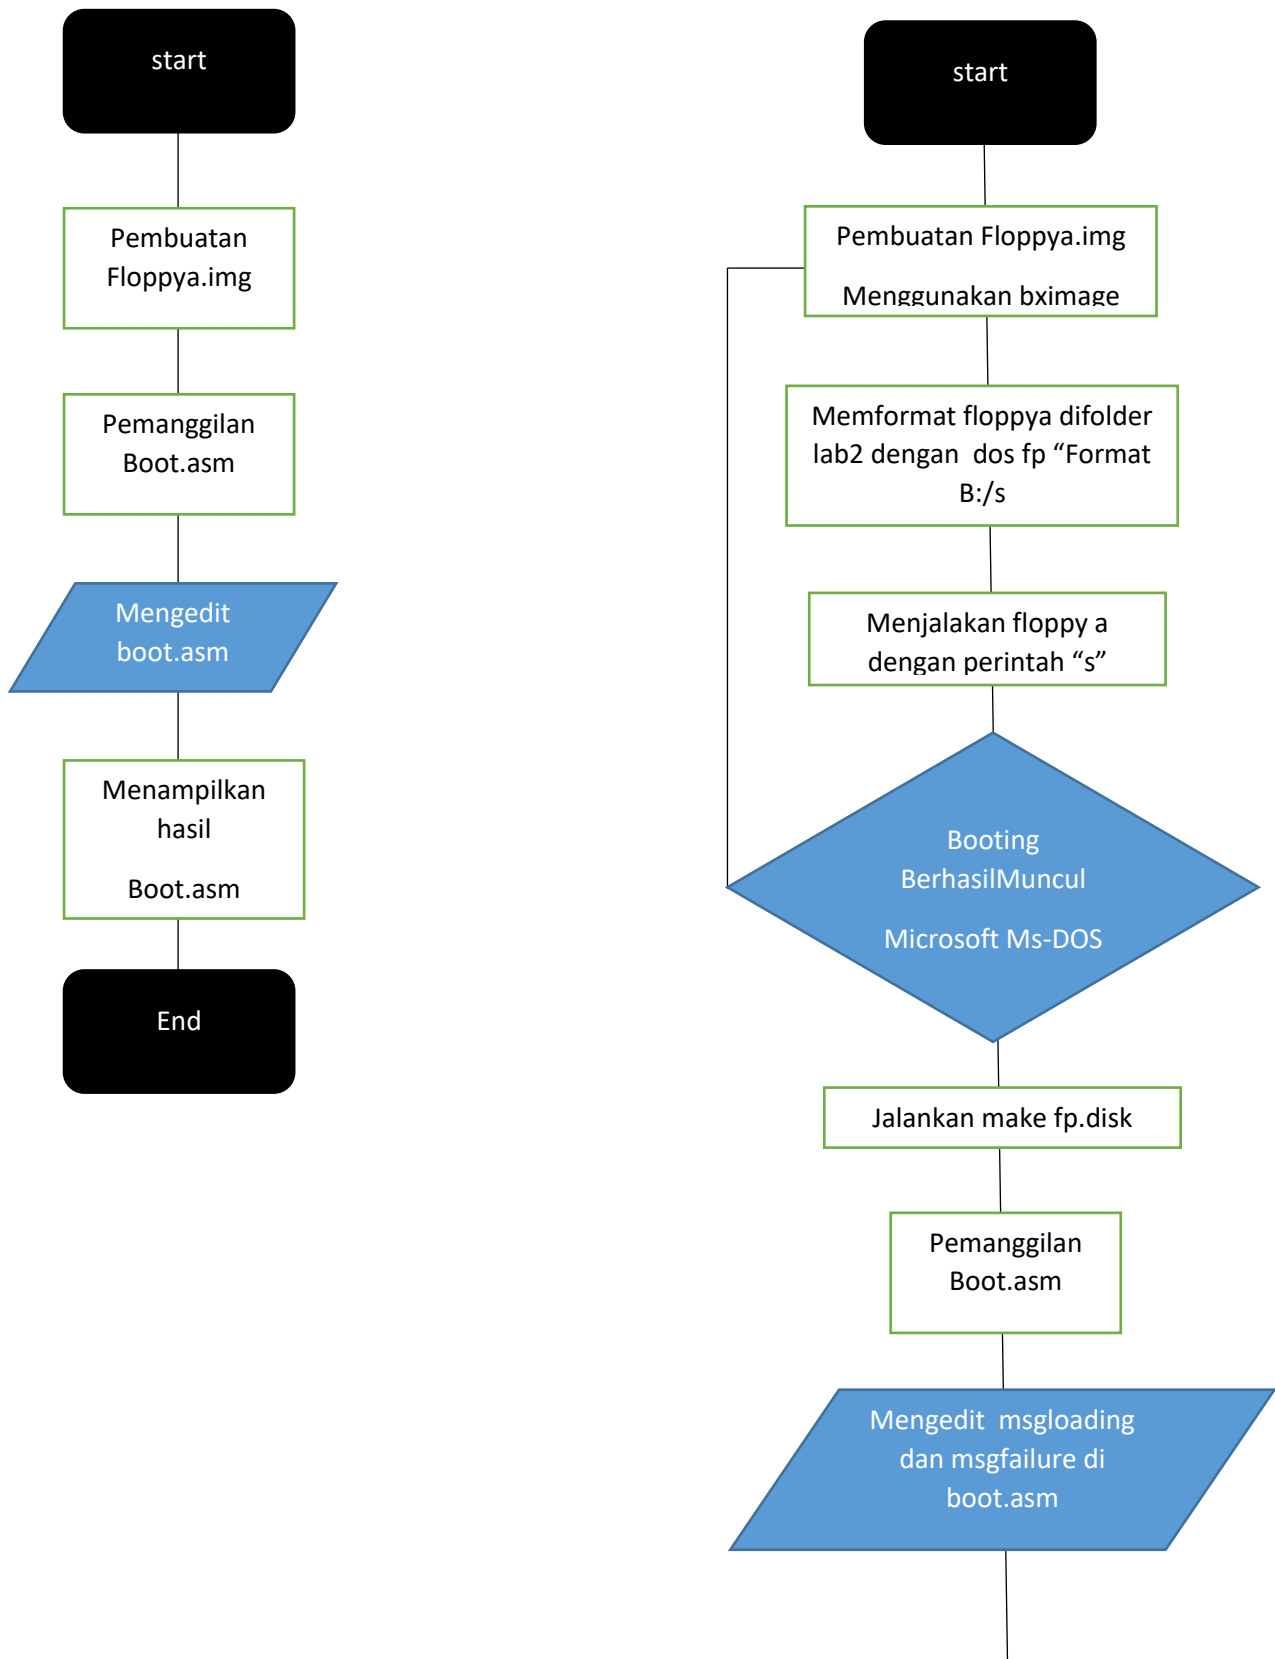 start
Pembuatan
Floppya.img
Pemanggilan
Boot.asm
Mengedit
boot.asm
Menampilkan
hasil
Boot.asm
End
start
Pembuatan Floppya.img
Menggunakan bximage
Memformat floppya difolder
lab2 dengan  dos fp “Format
B:/s
Menjalakan floppy a
dengan perintah “s”
Booting
BerhasilMuncul
Microsoft Ms-DOS
Jalankan make fp.disk
Pemanggilan
Boot.asm
Mengedit  msgloading
dan msgfailure di
boot.asm